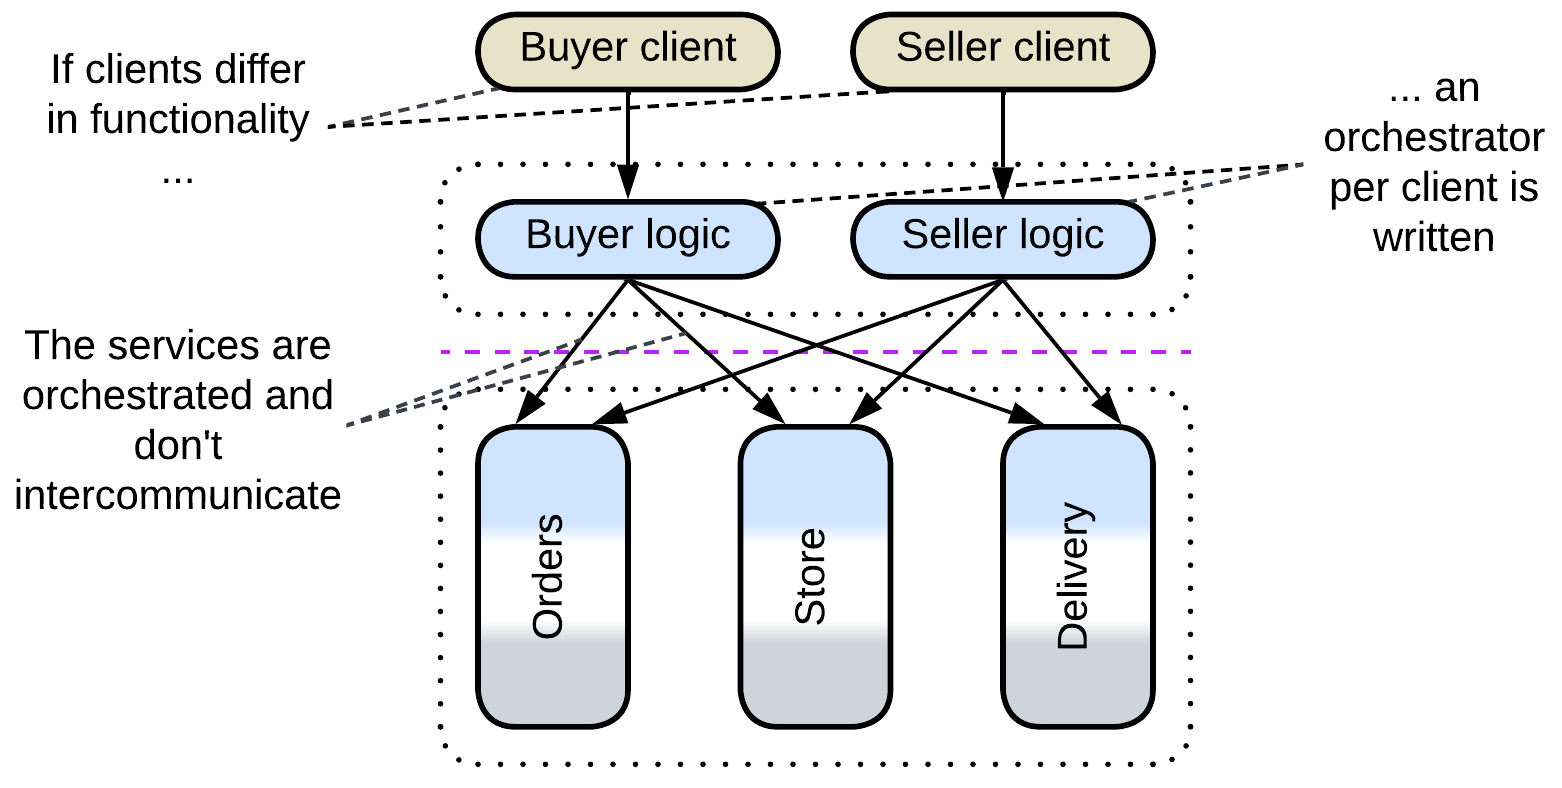 Buyer client
Seller client
If clients differ
in functionality
...
... an
orchestrator
per client is
written
Buyer logic
Seller logic
The services are
orchestrated and
don't
intercommunicate
Orders
Store
Delivery